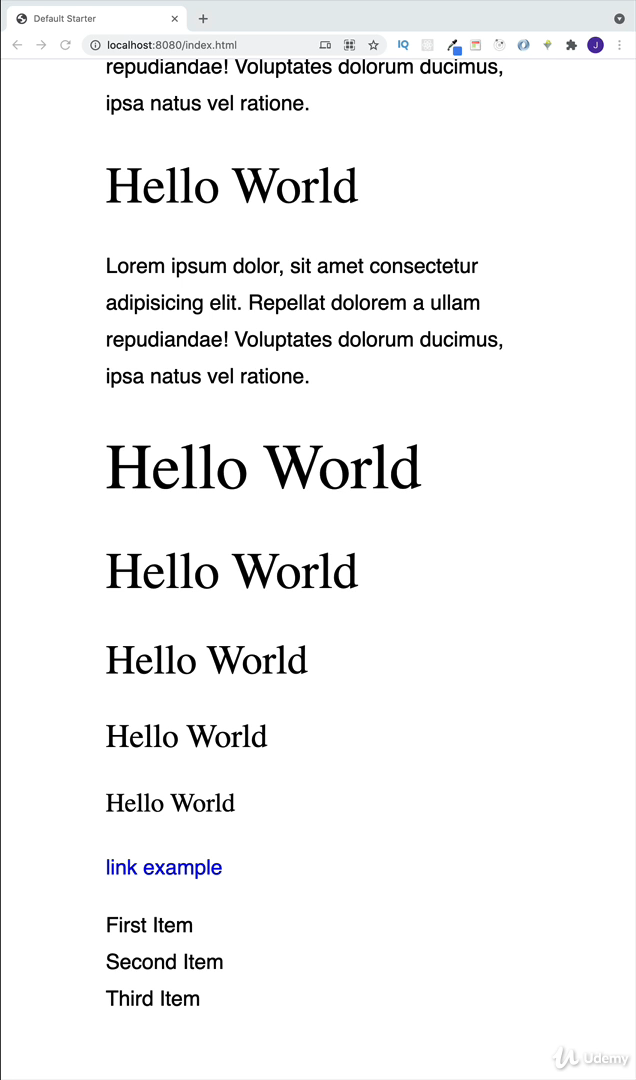 Default Starter
localhost:8080/index.html
IQ
J
repudiandae! Voluptates dolorum ducimus,
ipsa natus vel ratione.
Hello World
Lorem ipsum dolor, sit amet consectetur
adipisicing elit. Repellat dolorem a ullam
repudiandae! Voluptates dolorum ducimus,
ipsa natus vel ratione.
Hello World
Hello World
Hello World
Hello World
Hello World
link example
First Item
Second Item
Third Item
Udemy